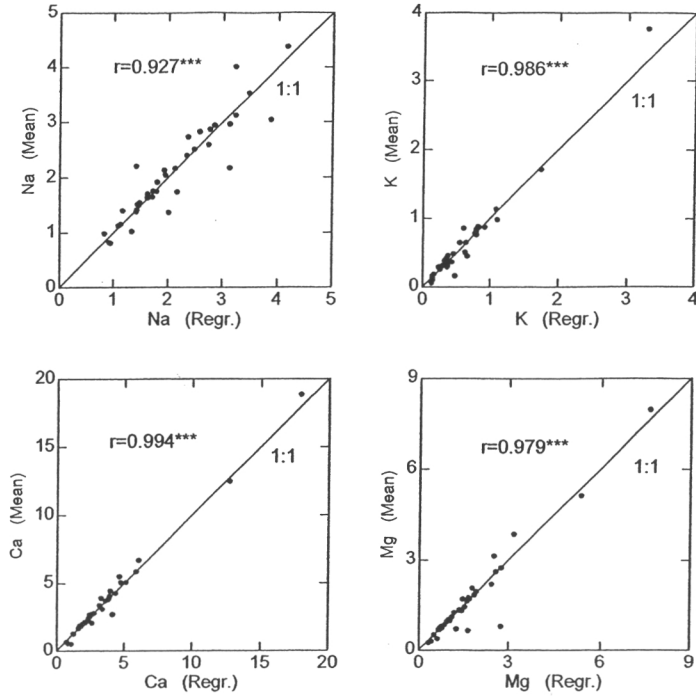 5
4
3
2
1
0
Na (Mean)
r=0.927***
1:1
0 1 2 3 4 5
Na (Regr.)
4
3
2
1
0
K (Mean)
r=0.986***
1:1
0 1 2 3 4
K (Regr.)
20
15
10
5
0
Ca (Mean)
r=0.994***
1:1
0 5 10 15 20
Ca (Regr.)
9
6
3
0
Mg (Mean)
r=0.979***
1:1
0 3 6 9
Mg (Regr.)